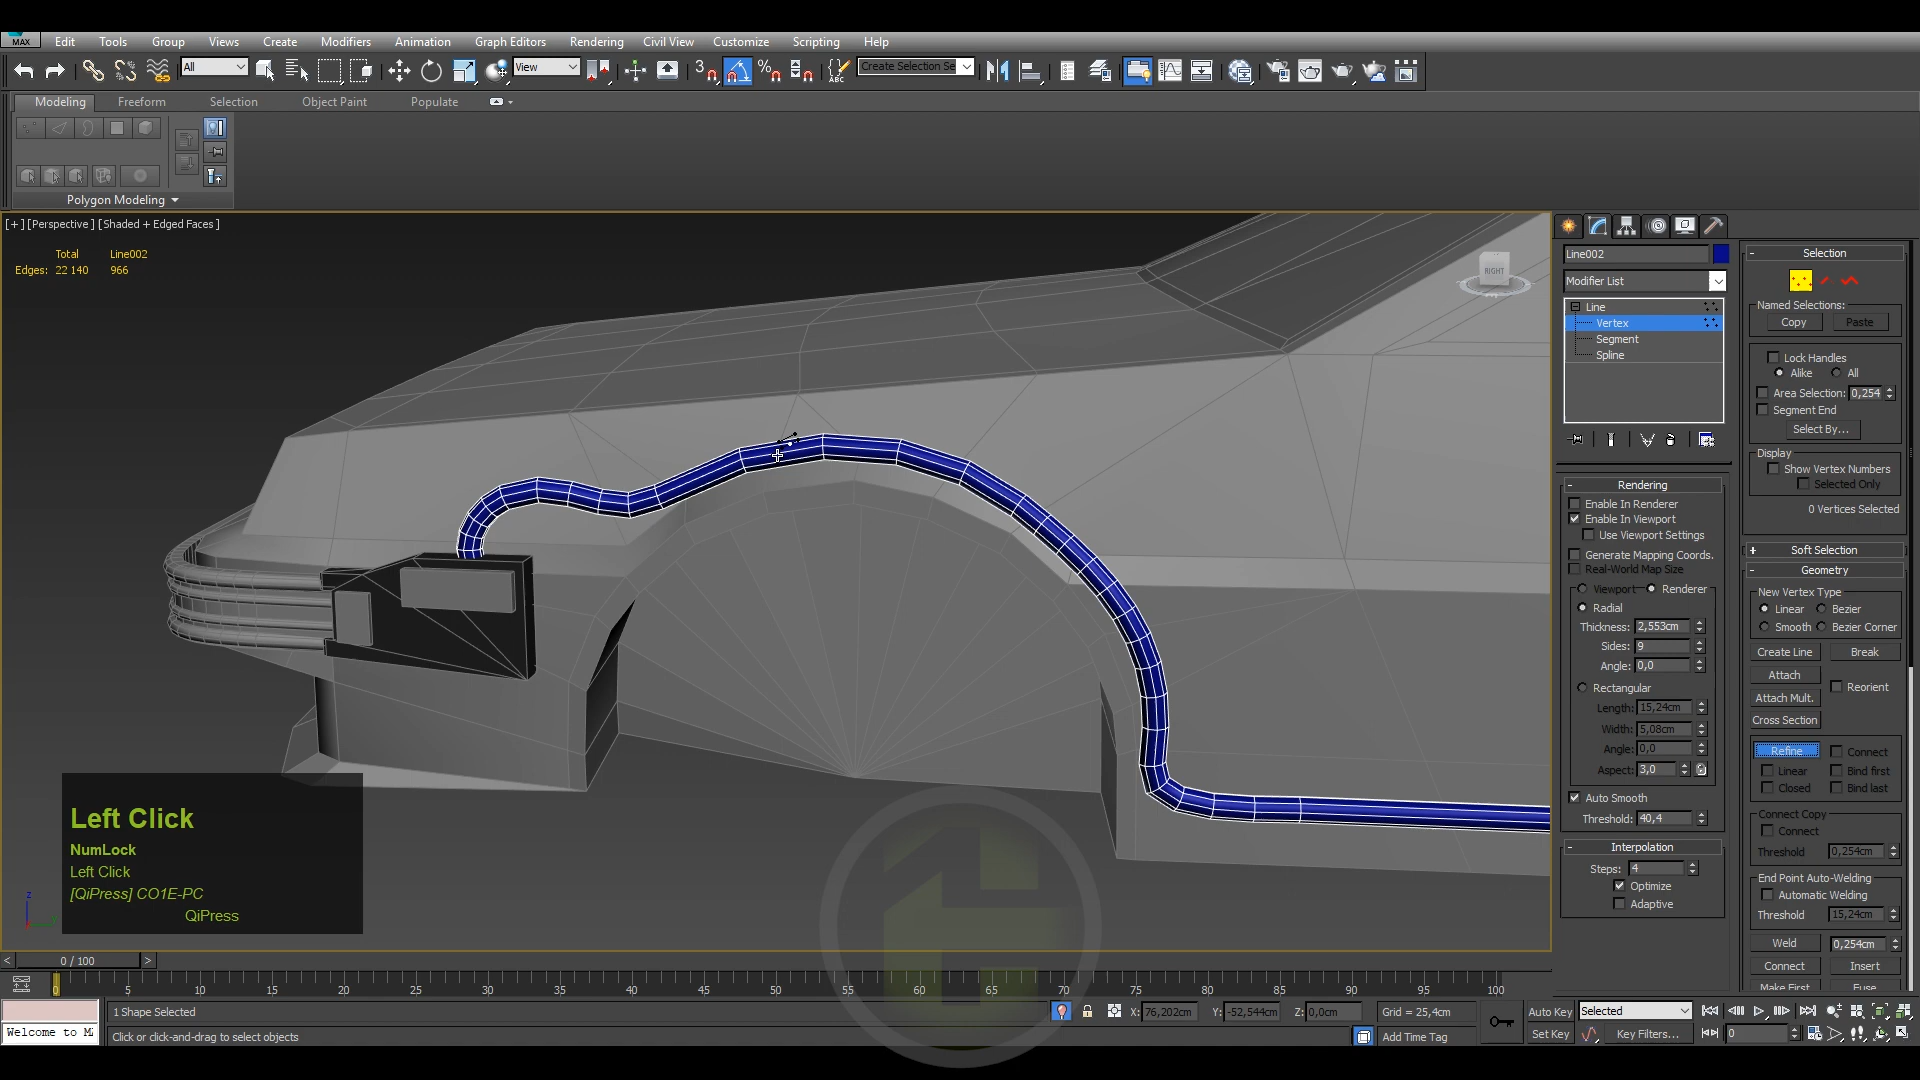 MAX
Edit Tools Group Views Create Modifiers Animation Graph Editors Rendering Civil View Customize Scripting Help
All View Create Selection Se
Modeling Freeform Selection Object Paint Populate
Polygon Modeling
[+] [Perspective] [Shaded + Edged Faces]
Total Line002
Edges: 22 140 966
RIGHT
Line002
Modifier List
Line
Vertex
Segment
Spline
Rendering
Enable In Renderer
Enable In Viewport
Use Viewport Settings
Generate Mapping Coords.
Real-World Map Size
Viewport Renderer
Radial
Thickness: 2,553cm
Sides: 9
Angle: 0,0
Rectangular
Length: 15,24cm
Width: 5,08cm
Angle: 0,0
Aspect: 3,0
Auto Smooth
Threshold: 40,4
Interpolation
Steps: 4
Optimize
Adaptive
Selection
Named Selections:
Copy Paste
Lock Handles
Alike All
Area Selection: 0,254
Segment End
Select By...
Display
Show Vertex Numbers
Selected Only
0 Vertices Selected
Soft Selection
Geometry
New Vertex Type
Linear Bezier
Smooth Bezier Corner
Create Line Break
Attach
Reorient
Attach Mult.
Cross Section
Refine Connect
Linear Bind first
Closed Bind last
Connect Copy
Connect
Threshold 0,254cm
End Point Auto-Welding
Automatic Welding
Threshold 15,24cm
Weld 0,254cm
Connect Insert
Make First Fuse
Left Click
NumLock
Left Click
[QiPress] CO1E-PC
QiPress
z
0 / 100
0 5 10 15 20 25 30 35 40 45 50 55 60 65 70 75 80 85 90 95 100
1 Shape Selected
X: 76,202cm Y: -52,544cm Z: 0,0cm Grid = 25,4cm
Auto Key Selected
Welcome to M
Click or click-and-drag to select objects
Add Time Tag
Set Key Key Filters... 0